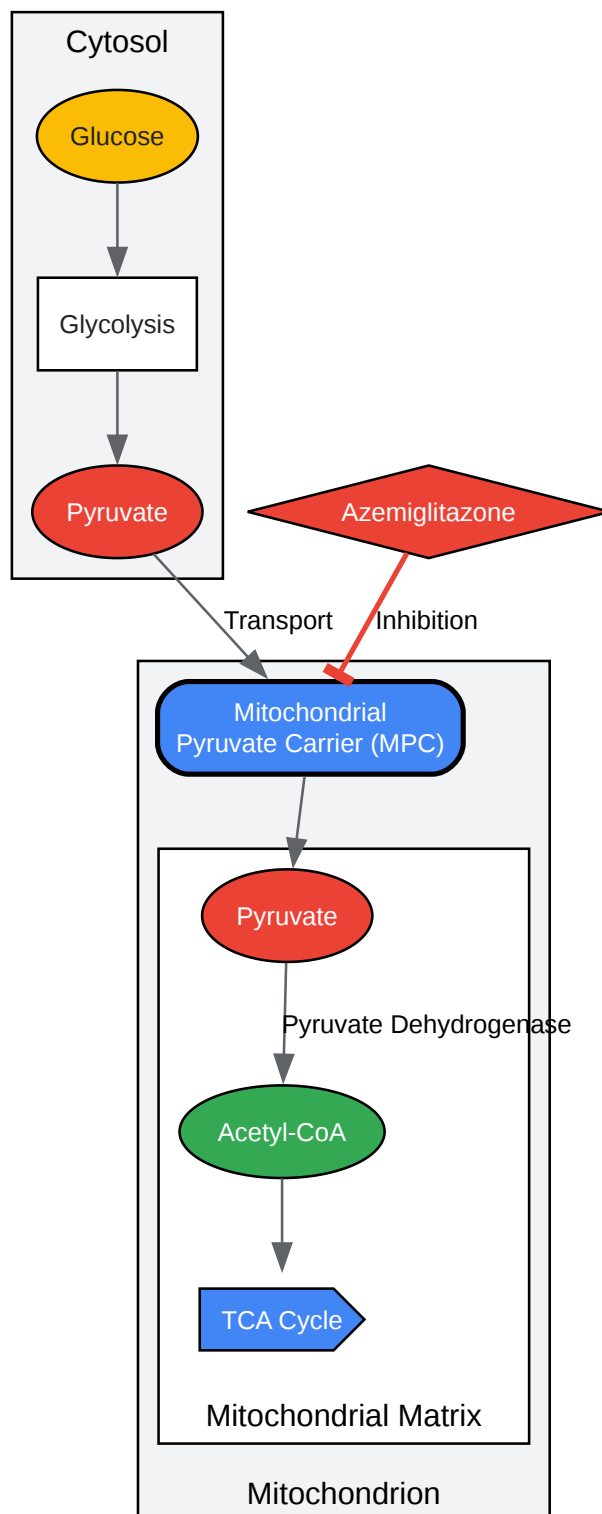 Cytosol
Glucose
Glycolysis
Pyruvate
Azemiglitazone
Transport
Inhibition
Mitochondrial
Pyruvate Carrier (MPC)
Pyruvate
Pyruvate Dehydrogenase
Acetyl-CoA
TCA Cycle
Mitochondrial Matrix
Mitochondrion